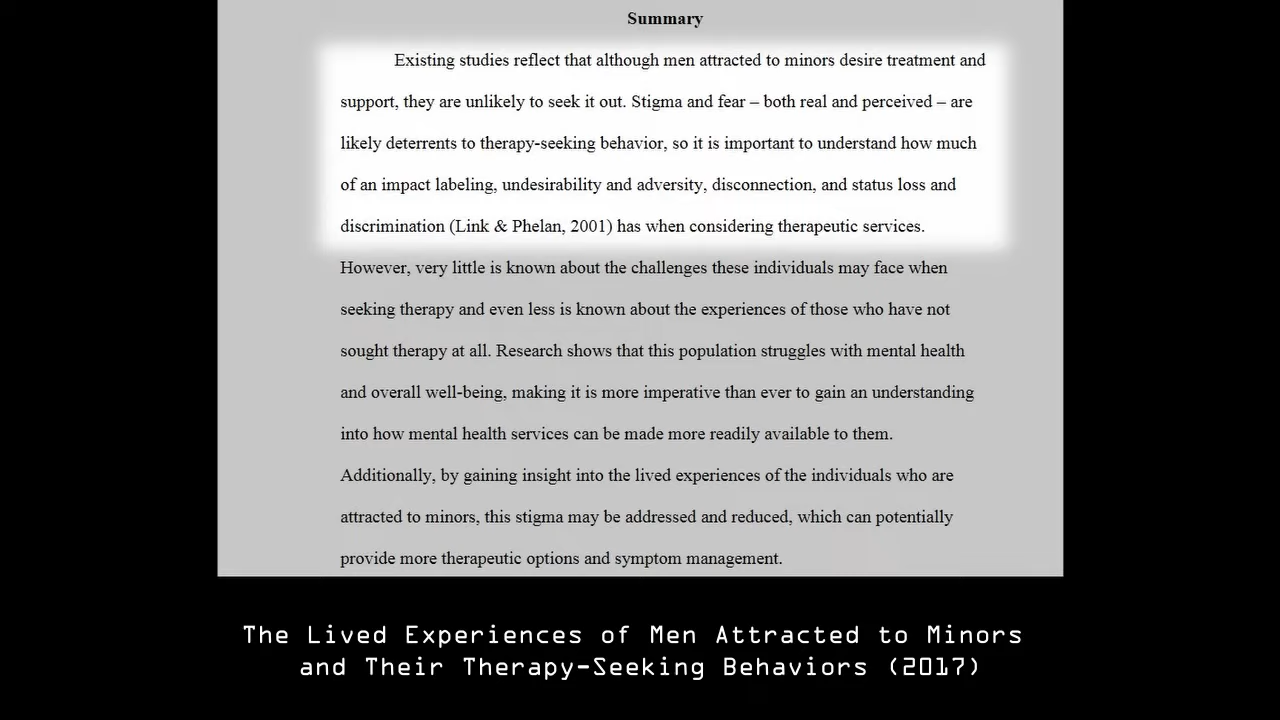 Summary
Existing studies reflect that although men attracted to minors desire treatment and
support, they are unlikely to seek it out. Stigma and fear – both real and perceived – are
likely deterrents to therapy-seeking behavior, so it is important to understand how much
of an impact labeling, undesirability and adversity, disconnection, and status loss and
discrimination (Link & Phelan, 2001) has when considering therapeutic services.
However, very little is known about the challenges these individuals may face when
seeking therapy and even less is known about the experiences of those who have not
sought therapy at all. Research shows that this population struggles with mental health
and overall well-being, making it is more imperative than ever to gain an understanding
into how mental health services can be made more readily available to them.
Additionally, by gaining insight into the lived experiences of the individuals who are
attracted to minors, this stigma may be addressed and reduced, which can potentially
provide more therapeutic options and symptom management.
The Lived Experiences of Men Attracted to Minors
and Their Therapy-Seeking Behaviors (2017)